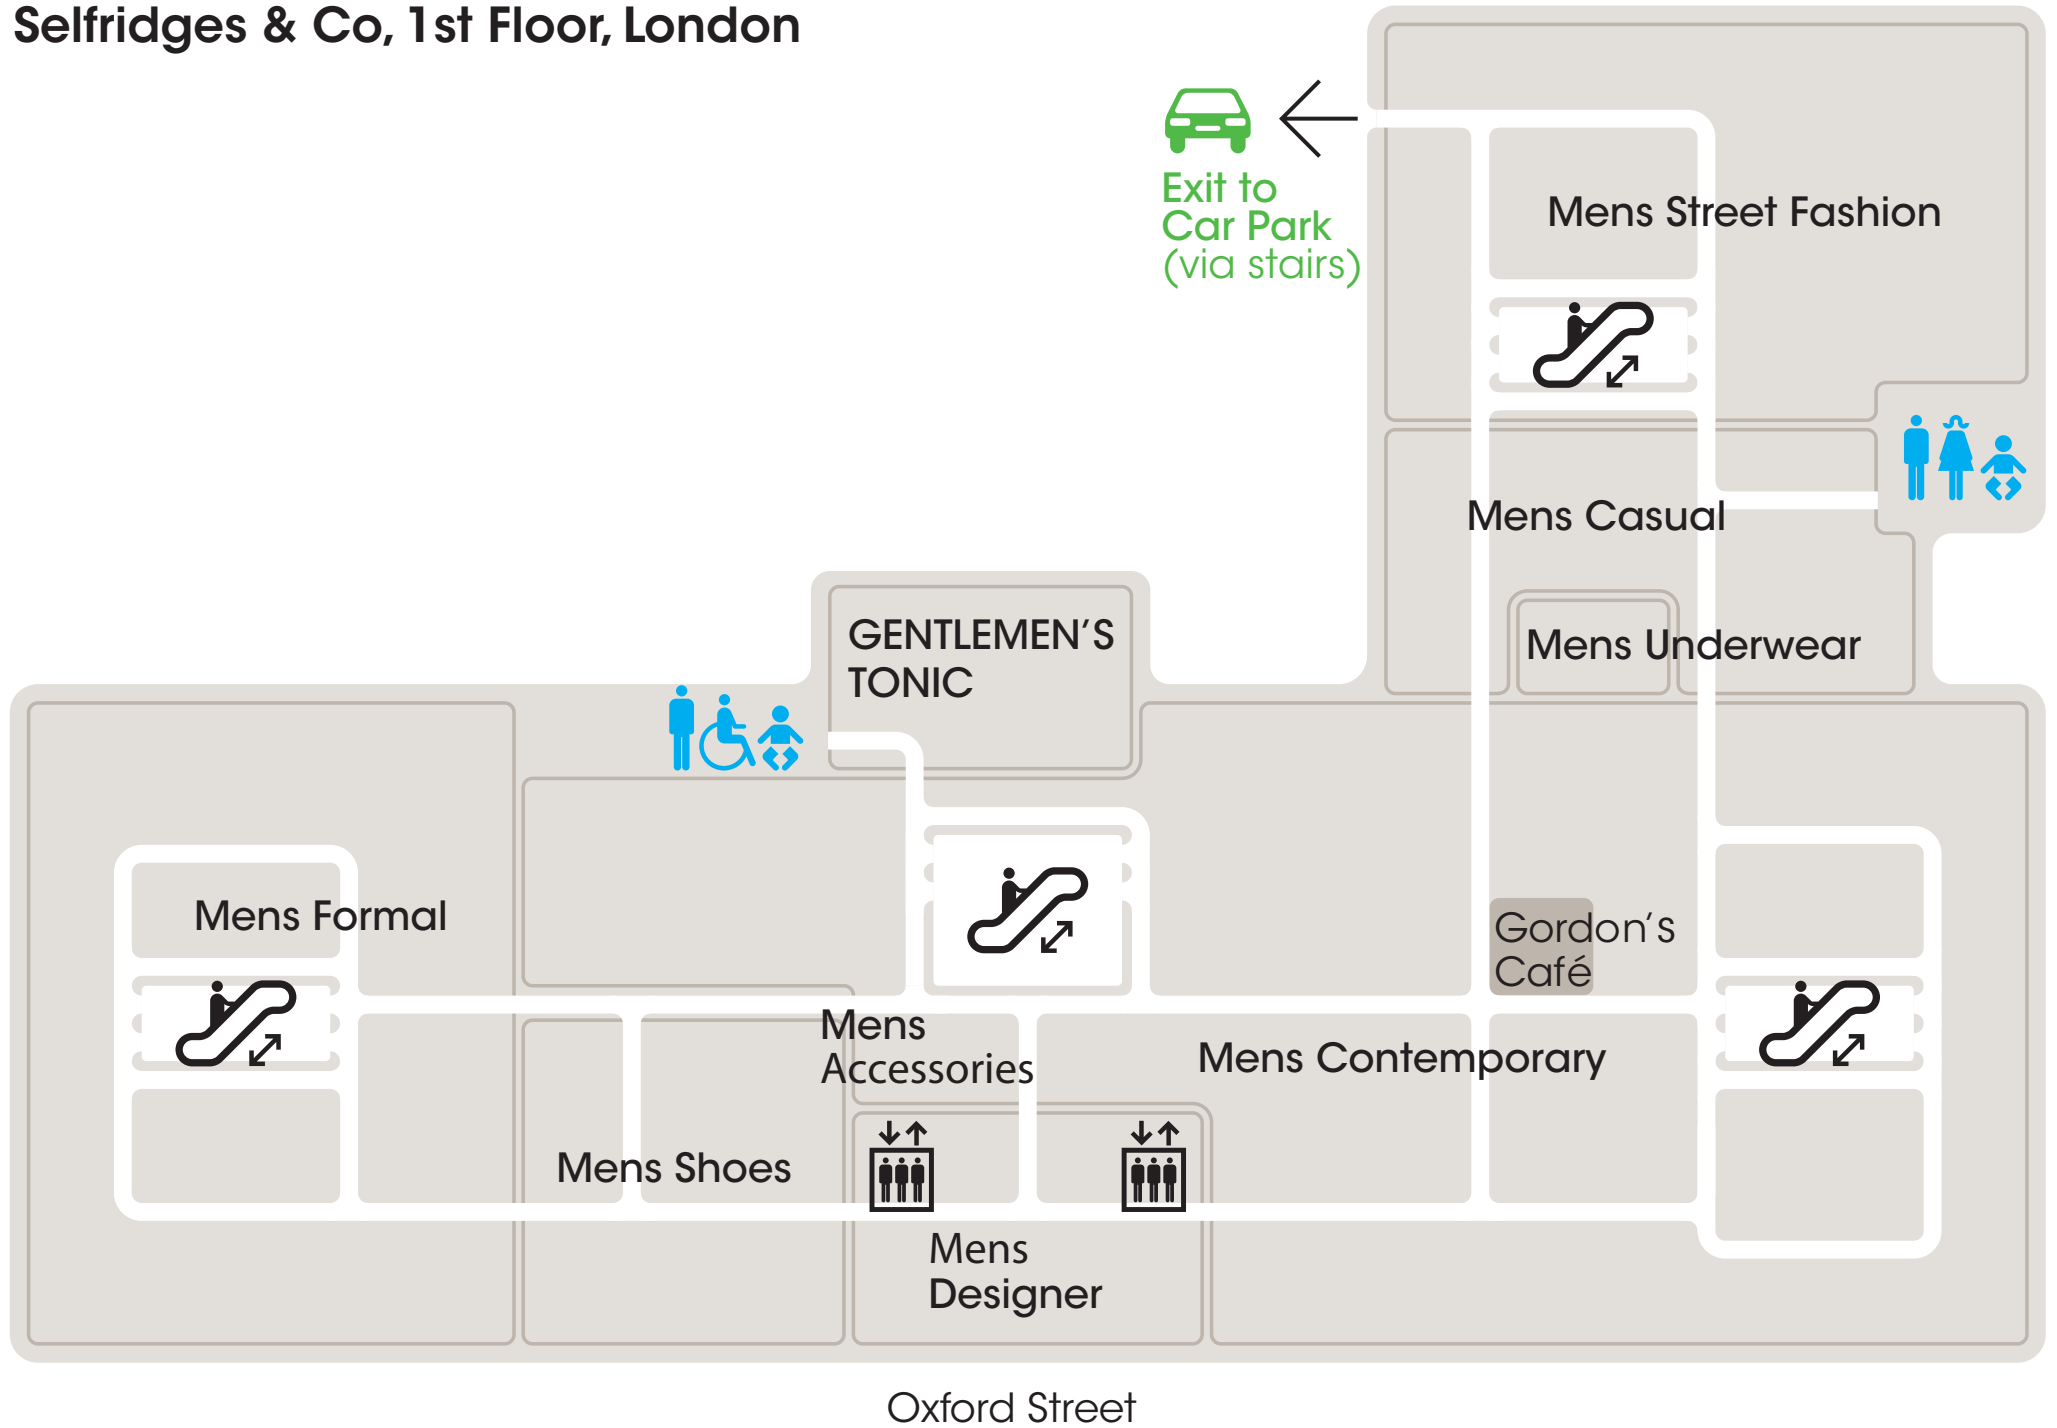 Selfridges & Co, 1st Floor, London
Exit to
Car Park
(via stairs)
Mens Street Fashion
Mens Casual
Mens Underwear
GENTLEMEN’S
TONIC
Mens Formal
Gordon’s
Café
Mens
Accessories
Mens Contemporary
Mens Shoes
Mens
Designer
Oxford Street